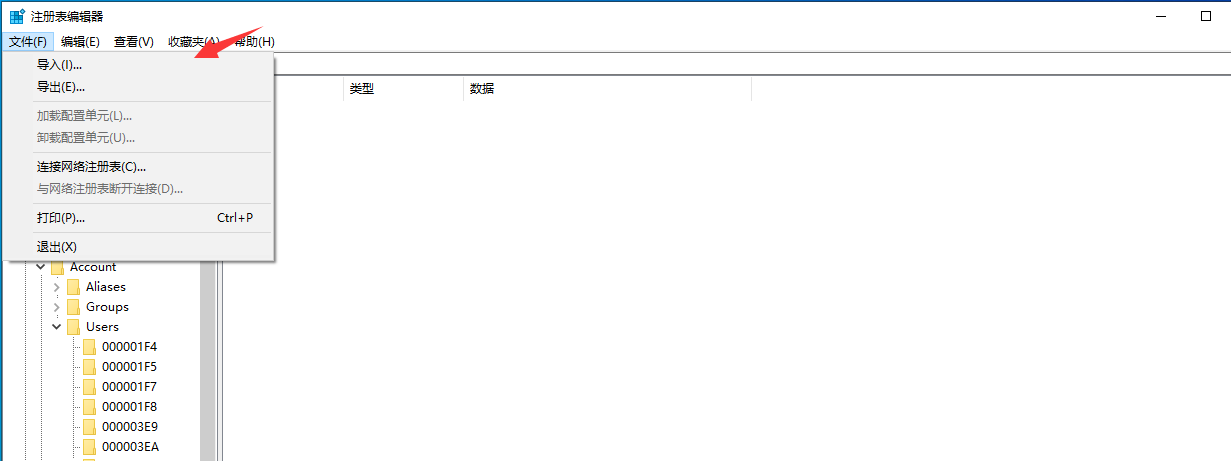 注册表编辑器
文件(F) 编辑(E) 查看(V) 收藏夹(A) 帮助(H)
导入(I)...
导出(E)...
类型 数据
加载配置单元(L)...
卸载配置单元(U)...
连接网络注册表(C)...
与网络注册表断开连接(D)...
打印(P)... Ctrl+P
退出(X)
Account
Aliases
Groups
Users
000001F4
000001F5
000001F7
000001F8
000003E9
000003EA